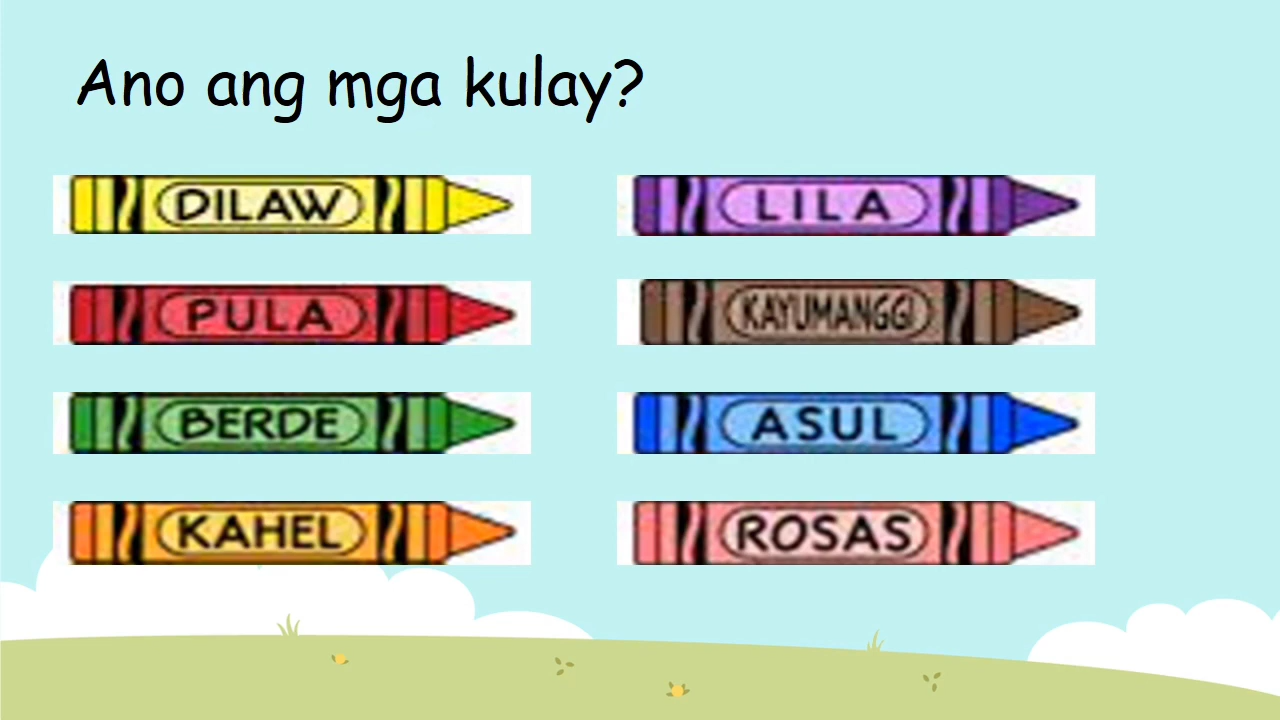 Ano ang mga kulay?
DILAW
LILA
PULA
KAYUMANGGI
BERDE
ASUL
KAHEL
ROSAS